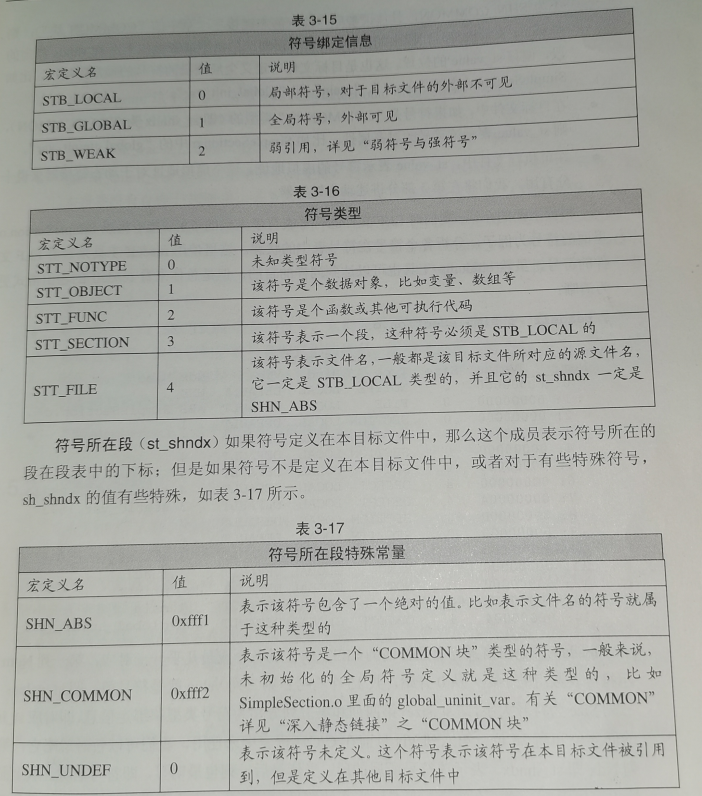 表 3-15
符号绑定信息
宏定义名 值 说明
STB_LOCAL 0 局部符号，对于目标文件的外部不可见
STB_GLOBAL 1 全局符号，外部可见
STB_WEAK 2 弱引用，详见“弱符号与强符号”
表 3-16
符号类型
宏定义名 值 说明
STT_NOTYPE 0 未知类型符号
STT_OBJECT 1 该符号是个数据对象，比如变量、数组等
STT_FUNC 2 该符号是个函数或其他可执行代码
STT_SECTION 3 该符号表示一个段，这种符号必须是 STB_LOCAL 的
该符号表示文件名，一般都是该目标文件所对应的源文件名，
STT_FILE 4 它一定是 STB_LOCAL 类型的，并且它的 st_shndx 一定是
SHN_ABS
符号所在段（st_shndx）如果符号定义在本目标文件中，那么这个成员表示符号所在的
段在段表中的下标；但是如果符号不是定义在本目标文件中，或者对于有些特殊符号，
sh_shndx 的值有些特殊，如表 3-17 所示。
表 3-17
符号所在段特殊常量
宏定义名 值 说明
SHN_ABS 0xfff1 表示该符号包含了一个绝对的值。比如表示文件名的符号就属
于这种类型的
表示该符号是一个“COMMON 块”类型的符号，一般来说，
SHN_COMMON 0xfff2 未初始化的全局符号定义就是这种类型的，比如
SimpleSection.o 里面的 global_uninit_var。有关“COMMON”
详见“深入静态链接”之“COMMON 块”
SHN_UNDEF 0 表示该符号未定义。这个符号表示该符号在本目标文件被引用
到，但是定义在其他目标文件中